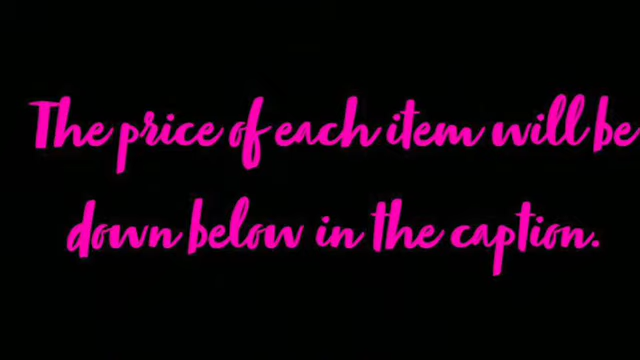 The price of each item will be
down below in the caption.